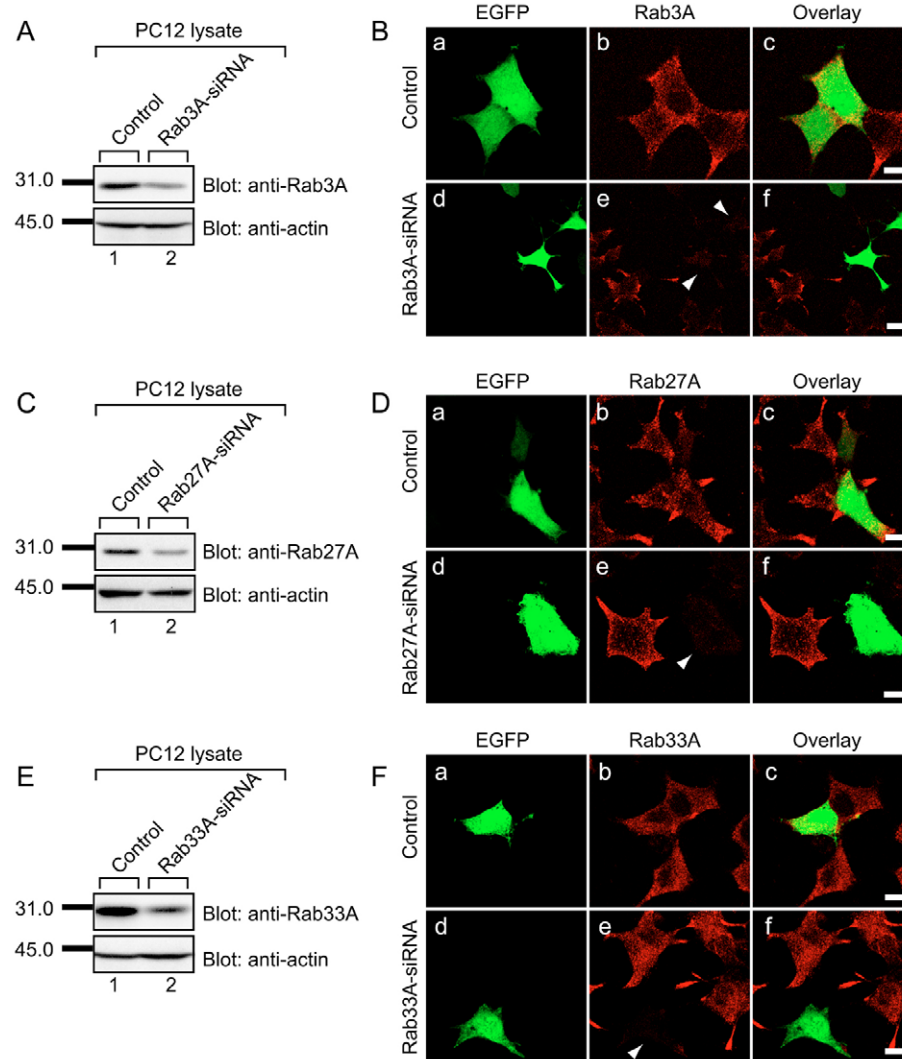 A
PC12 lysate
Control
Rab3A-siRNA
31.0
Blot: anti-Rab3A
45.0
Blot: anti-actin
1 2
B
EGFP Rab3A Overlay
Control
a b c
Rab3A-siRNA
d e f
C
PC12 lysate
Control
Rab27A-siRNA
31.0
Blot: anti-Rab27A
45.0
Blot: anti-actin
1 2
D
EGFP Rab27A Overlay
Control
a b c
Rab27A-siRNA
d e f
E
PC12 lysate
Control
Rab33A-siRNA
31.0
Blot: anti-Rab33A
45.0
Blot: anti-actin
1 2
F
EGFP Rab33A Overlay
Control
a b c
Rab33A-siRNA
d e f